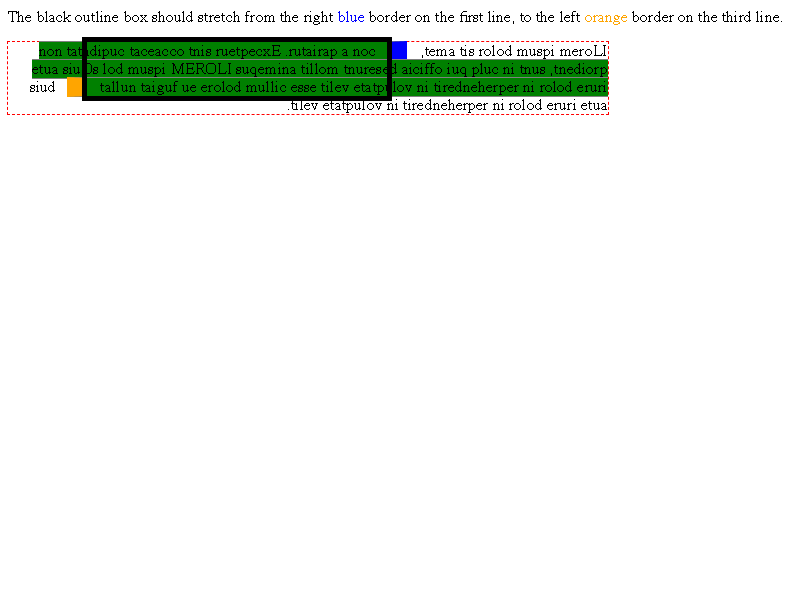 The black outline box should stretch from the right blue border on the first line, to the left orange border on the third line.
non tatadipuc taceacco tnis ruetpecxE .rutairap a noc ,tema tis rolod muspi meroLI
etua lod muspi MEROLI suqemina tillom tnuresed aiciffo iuq pluc ni tnus ,tnediorp
siud tallun taiguf ue erolod mullic esse tilev etatpulov ni tiredneherper ni rolod eruri
.tilev etatpulov ni tiredneherper ni rolod eruri etua